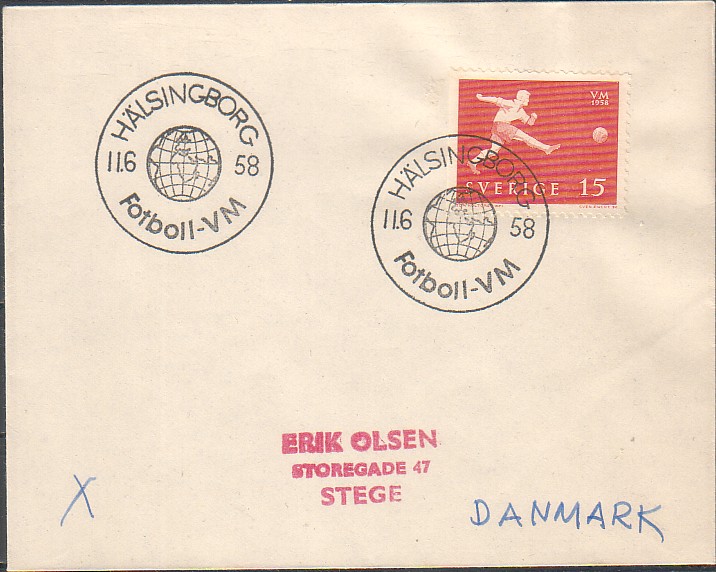 HÄLSINGBORG
11.6 58
Fotboll-VM
VM
1958
SVERIGE 15
HÄLSINGBORG
11.6 58
Fotboll-VM
ERIK OLSEN
STOREGADE 47
STEGE
X
DANMARK